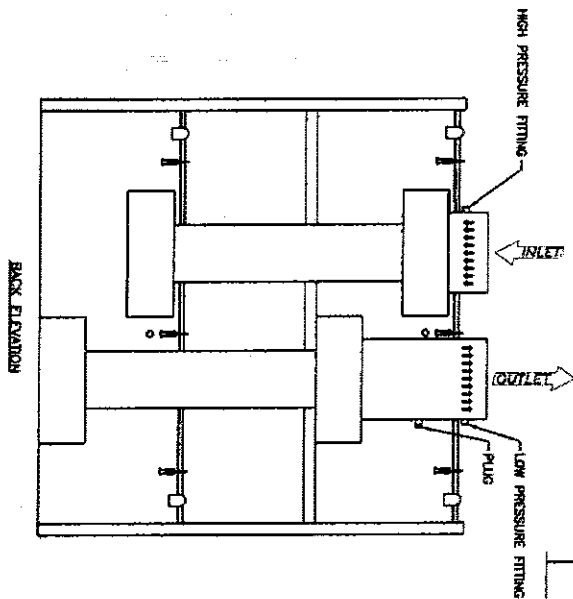 HIGH PRESSURE FITTING
INLET
OUTLET
LOW PRESSURE FITTING
PLUG
BACK ELEVATION